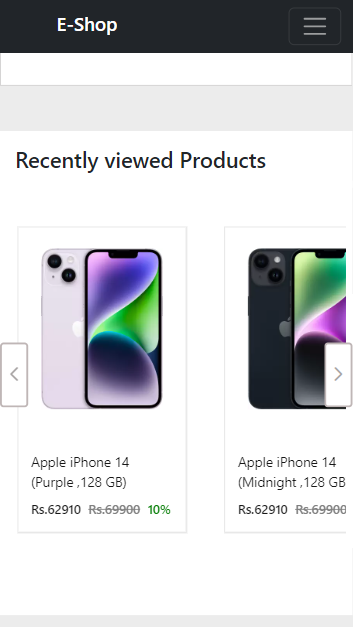 E-Shop
Recently viewed Products
Apple iPhone 14
(Purple ,128 GB)
Rs.62910 Rs.69900 10%
Apple iPhone 14
(Midnight ,128 GB
Rs.62910 Rs.69900